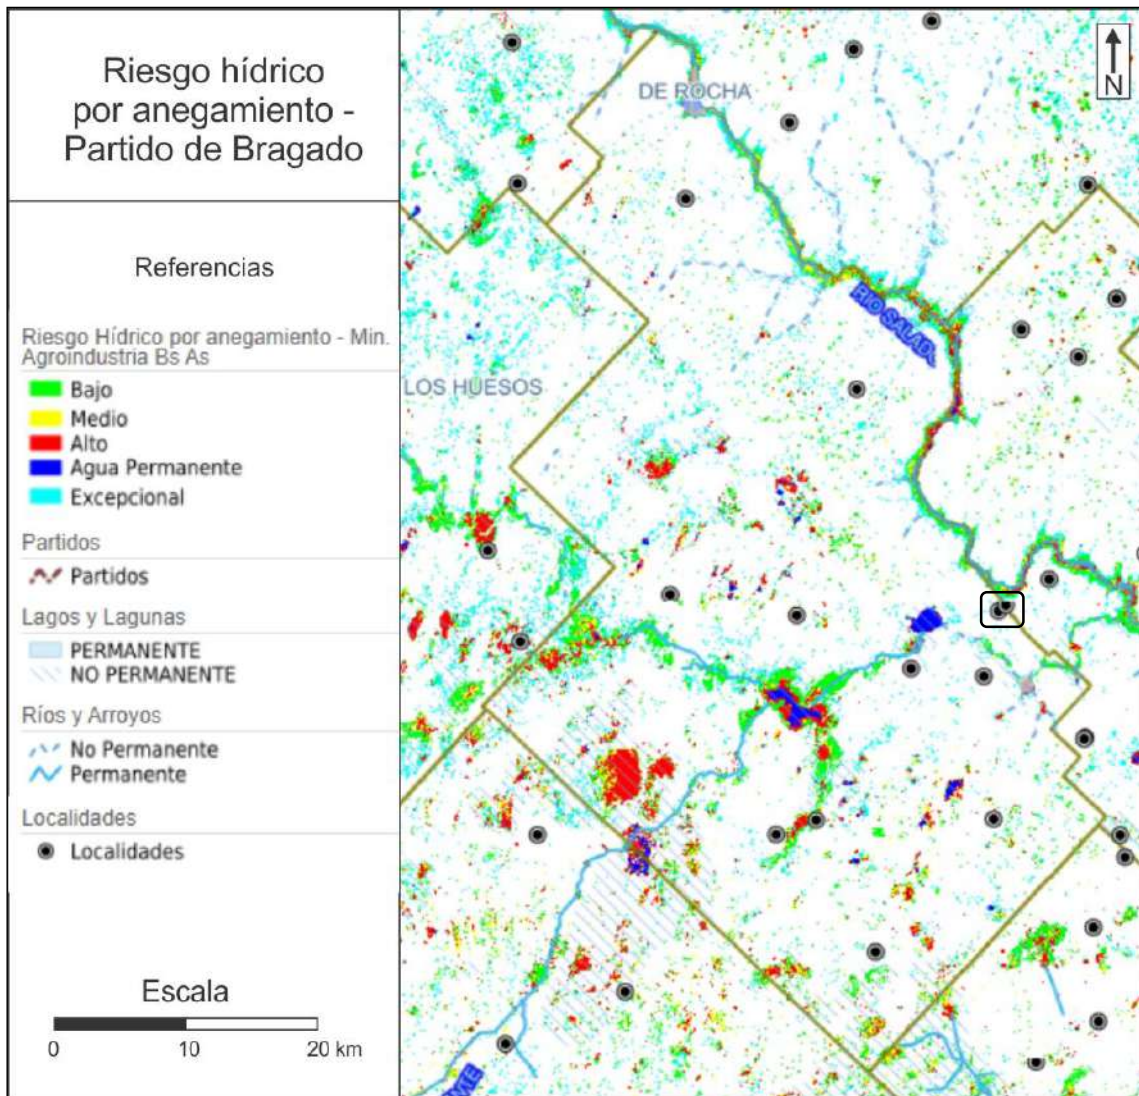 Riesgo hídrico
por anegamiento -
Partido de Bragado
Referencias
Riesgo Hídrico por anegamiento - Min.
Agroindustria Bs As
Bajo
Medio
Alto
Agua Permanente
Excepcional
Partidos
Partidos
Lagos y Lagunas
PERMANENTE
NO PERMANENTE
Ríos y Arroyos
No Permanente
Permanente
Localidades
Localidades
Escala
0 10 20 km
N
DE ROCHA
RIO SALAD
LOS HUESOS